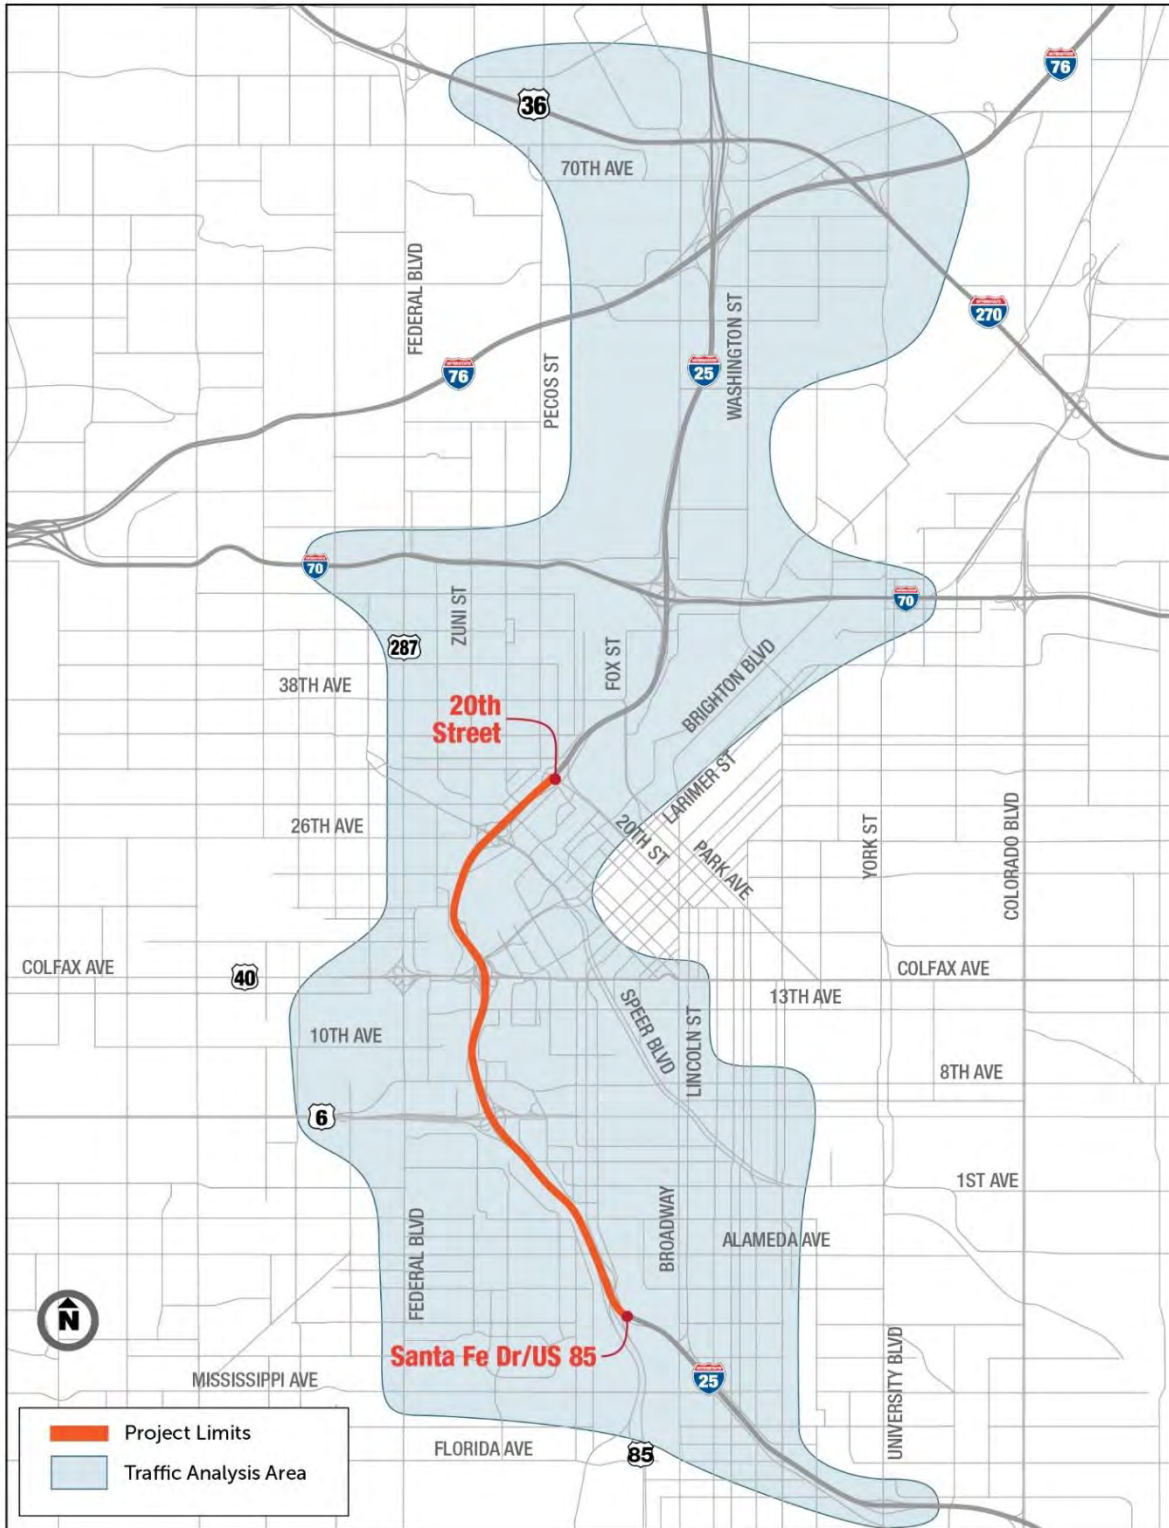 76
36
70TH AVE
FEDERAL BLVD
270
WASHINGTON ST
76
25
PECOS ST
70
70
ZUNI ST
287
FOX ST
38TH AVE
BRIGHTON BLVD
20th
Street
LARIMER ST
26TH AVE
20TH ST
PARK AVE
YORK ST
COLORADO BLVD
COLFAX AVE
40
COLFAX AVE
13TH AVE
SPEER BLVD
LINCOLN ST
10TH AVE
8TH AVE
6
1ST AVE
BROADWAY
ALAMEDA AVE
FEDERAL BLVD
N
Santa Fe Dr/US 85
UNIVERSITY BLVD
25
MISSISSIPPI AVE
Project Limits
FLORIDA AVE
85
Traffic Analysis Area